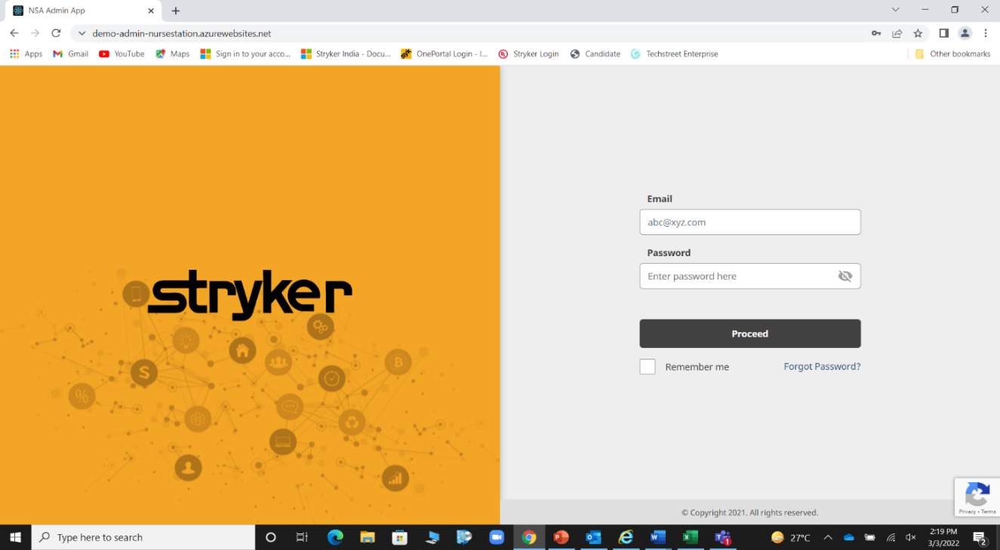 NSA Admin App
demo-admin-nursestation.azurewebsites.net
Apps Gmail YouTube Maps Sign in to your acco... Stryker India - Docu... OnePortal Login - I... Stryker Login Candidate Techstreet Enterprise Other bookmarks
stryker
Email
abc@xyz.com
Password
Enter password here
Proceed
Remember me Forgot Password?
Privacy - Terms
© Copyright 2021. All rights reserved.
Type here to search
27°C
2:19 PM
3/3/2022